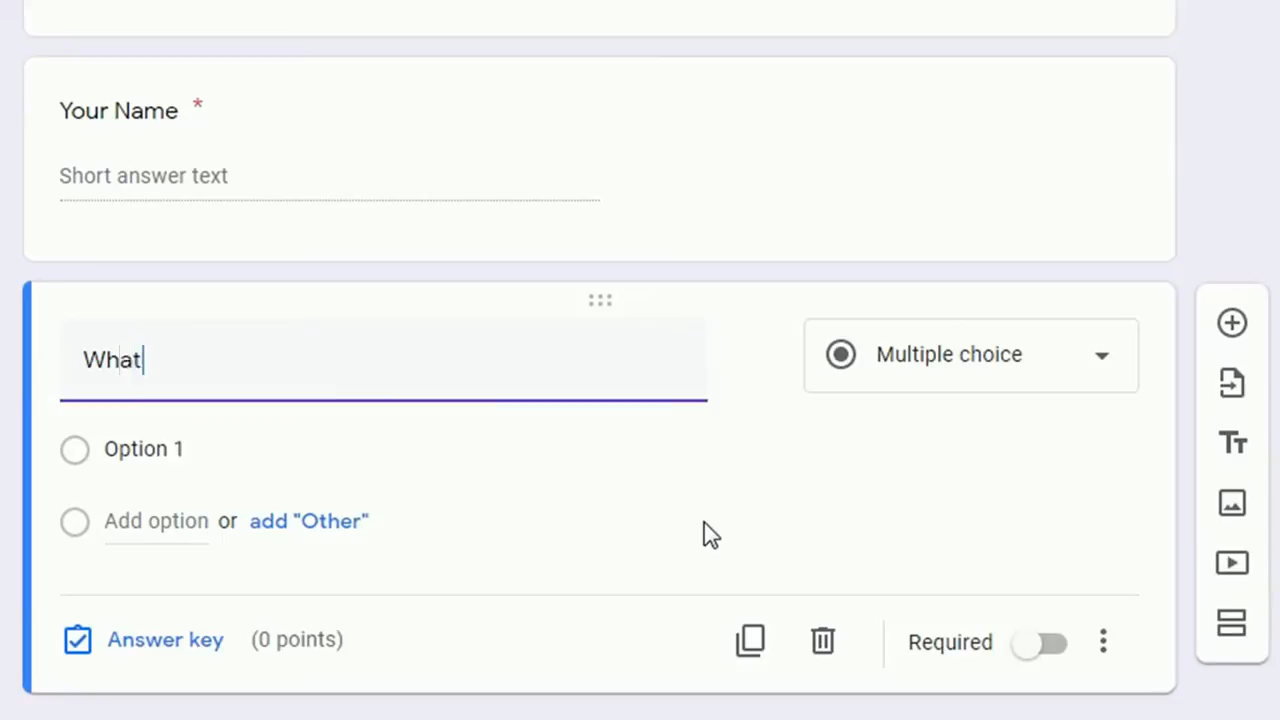 Your Name *
Short answer text
What
Multiple choice
Option 1
Add option or add "Other"
Answer key (0 points)
Required